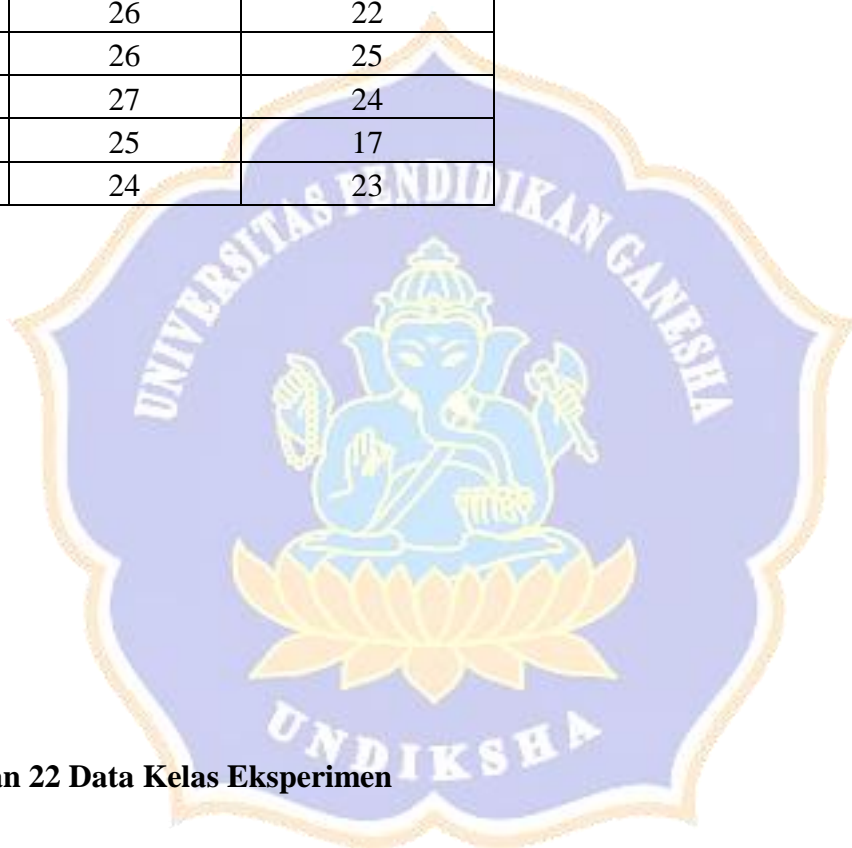 26 22
26 25
27 24
25 17
24 23
UNIVERSITAS PENDIDIKAN GANESHA
UNDIKSHA
an 22 Data Kelas Eksperimen